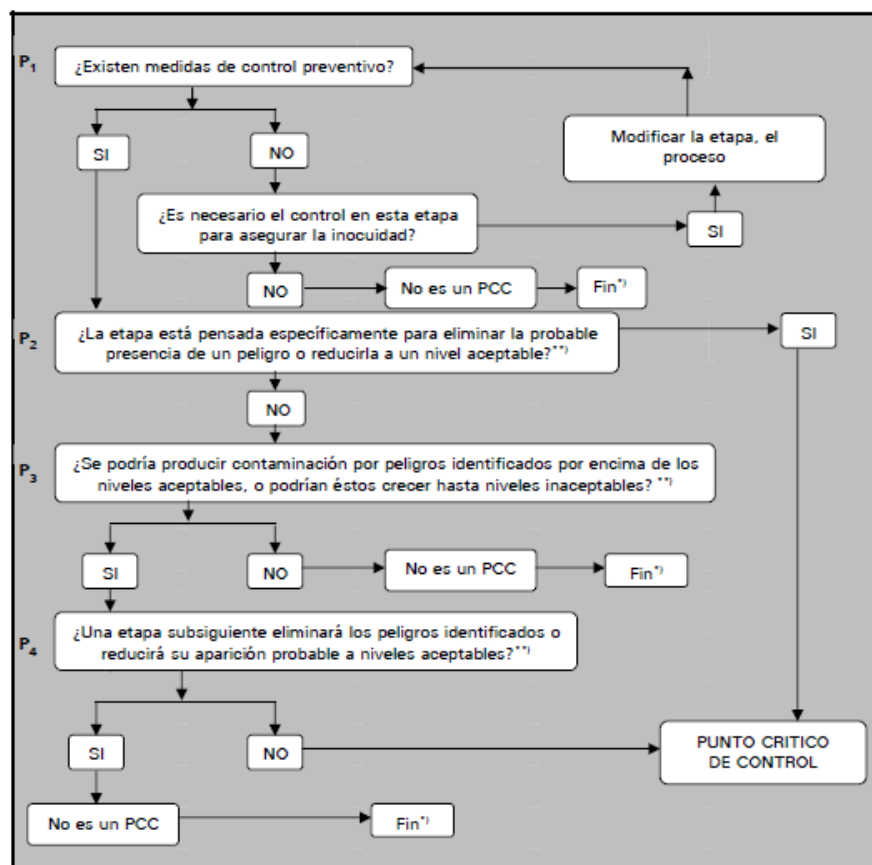 P1
¿Existen medidas de control preventivo?
SI
NO
Modificar la etapa, el
proceso
¿Es necesario el control en esta etapa
para asegurar la inocuidad?
SI
NO
No es un PCC
Fin*)
P2
¿La etapa está pensada específicamente para eliminar la probable
presencia de un peligro o reducirla a un nivel aceptable?**)
SI
NO
P3
¿Se podría producir contaminación por peligros identificados por encima de los
niveles aceptables, o podrían éstos crecer hasta niveles inaceptables? **)
SI
NO
No es un PCC
Fin*)
P4
¿Una etapa subsiguiente eliminará los peligros identificados o
reducirá su aparición probable a niveles aceptables?**)
SI
NO
PUNTO CRITICO
DE CONTROL
No es un PCC
Fin*)